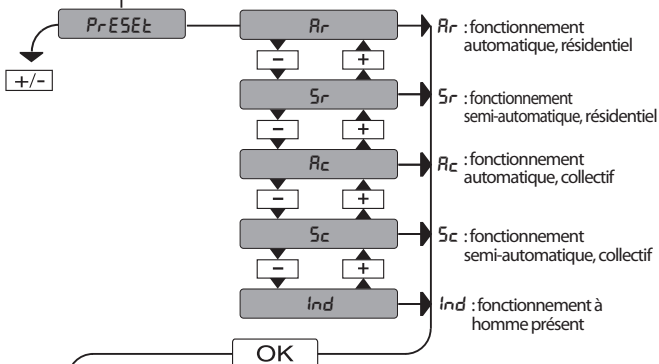 PrESEt
+/-
Ar
Ar : fonctionnement
automatique, résidentiel
- +
Sr
Sr : fonctionnement
semi-automatique, résidentiel
- +
Ac
Ac : fonctionnement
automatique, collectif
- +
Sc
Sc : fonctionnement
semi-automatique, collectif
- +
Ind
Ind : fonctionnement à
homme présent
OK